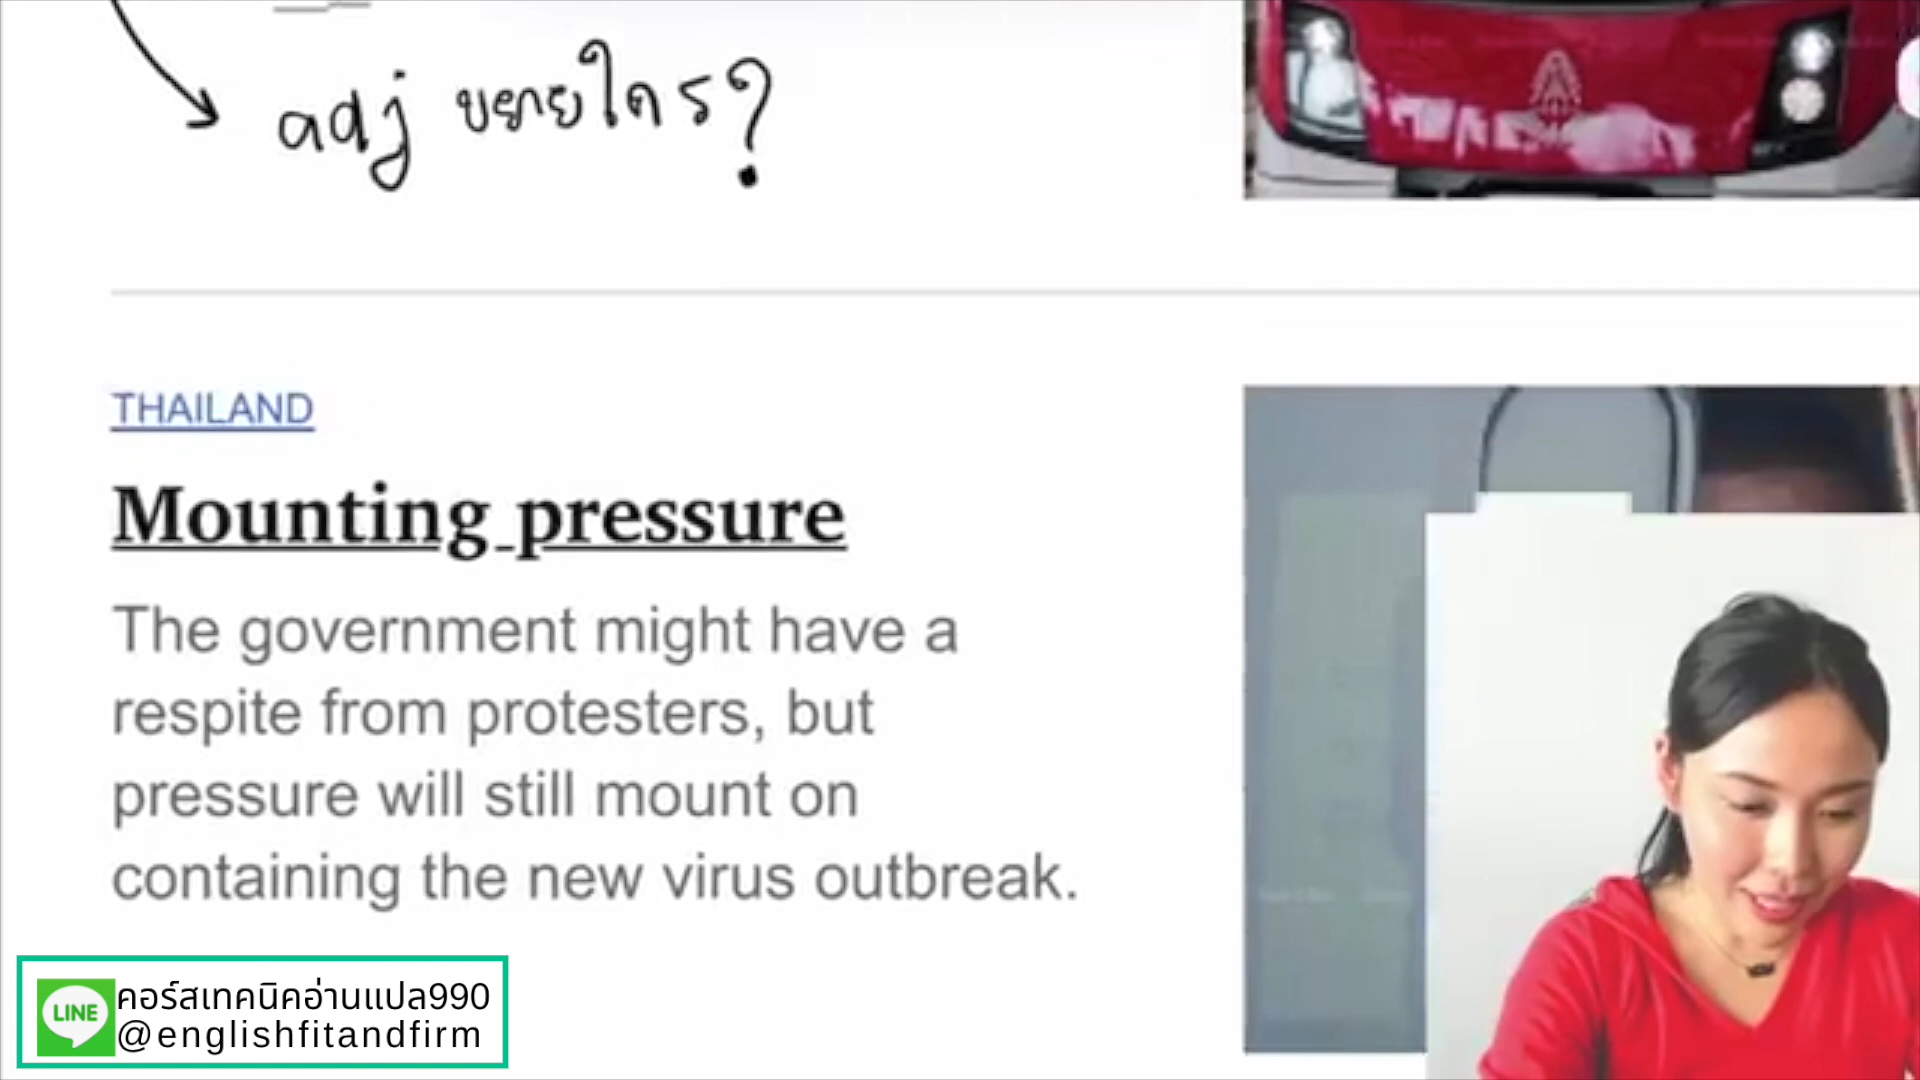 adj ขยายใคร?
THAILAND
Mounting pressure
The government might have a
respite from protesters, but
pressure will still mount on
containing the new virus outbreak.
LINE
คอร์สเทคนิคอ่านแปล990
@englishfitandfirm